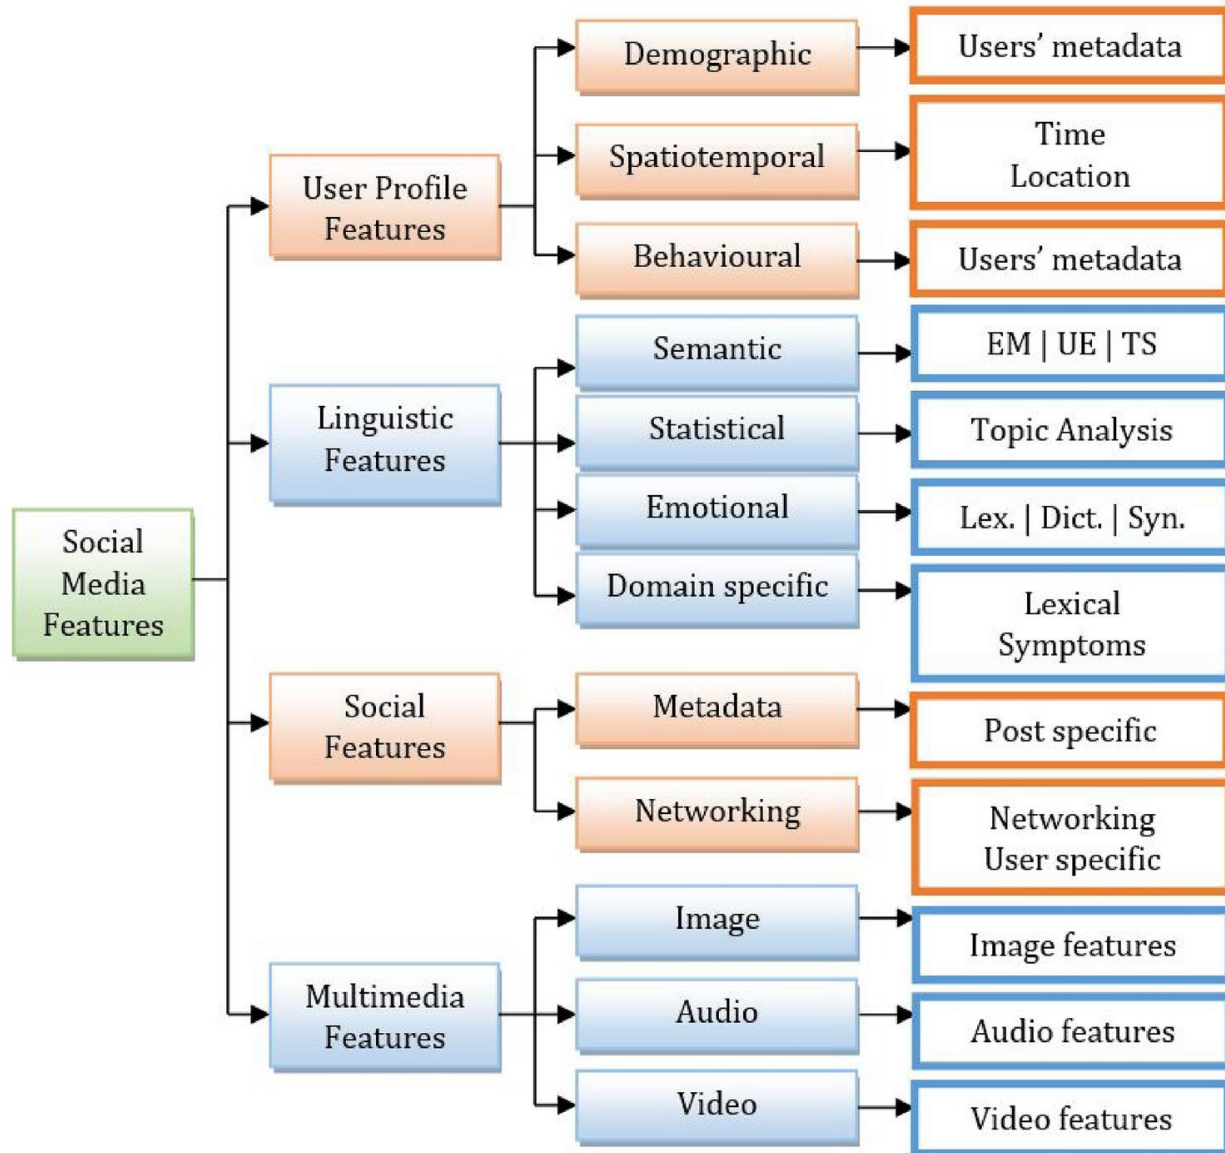 Social
Media
Features
User Profile
Features
Demographic
Users’ metadata
Spatiotemporal
Time
Location
Behavioural
Users’ metadata
Linguistic
Features
Semantic
EM | UE | TS
Statistical
Topic Analysis
Emotional
Lex. | Dict. | Syn.
Domain specific
Lexical
Symptoms
Social
Features
Metadata
Post specific
Networking
Networking
User specific
Multimedia
Features
Image
Image features
Audio
Audio features
Video
Video features